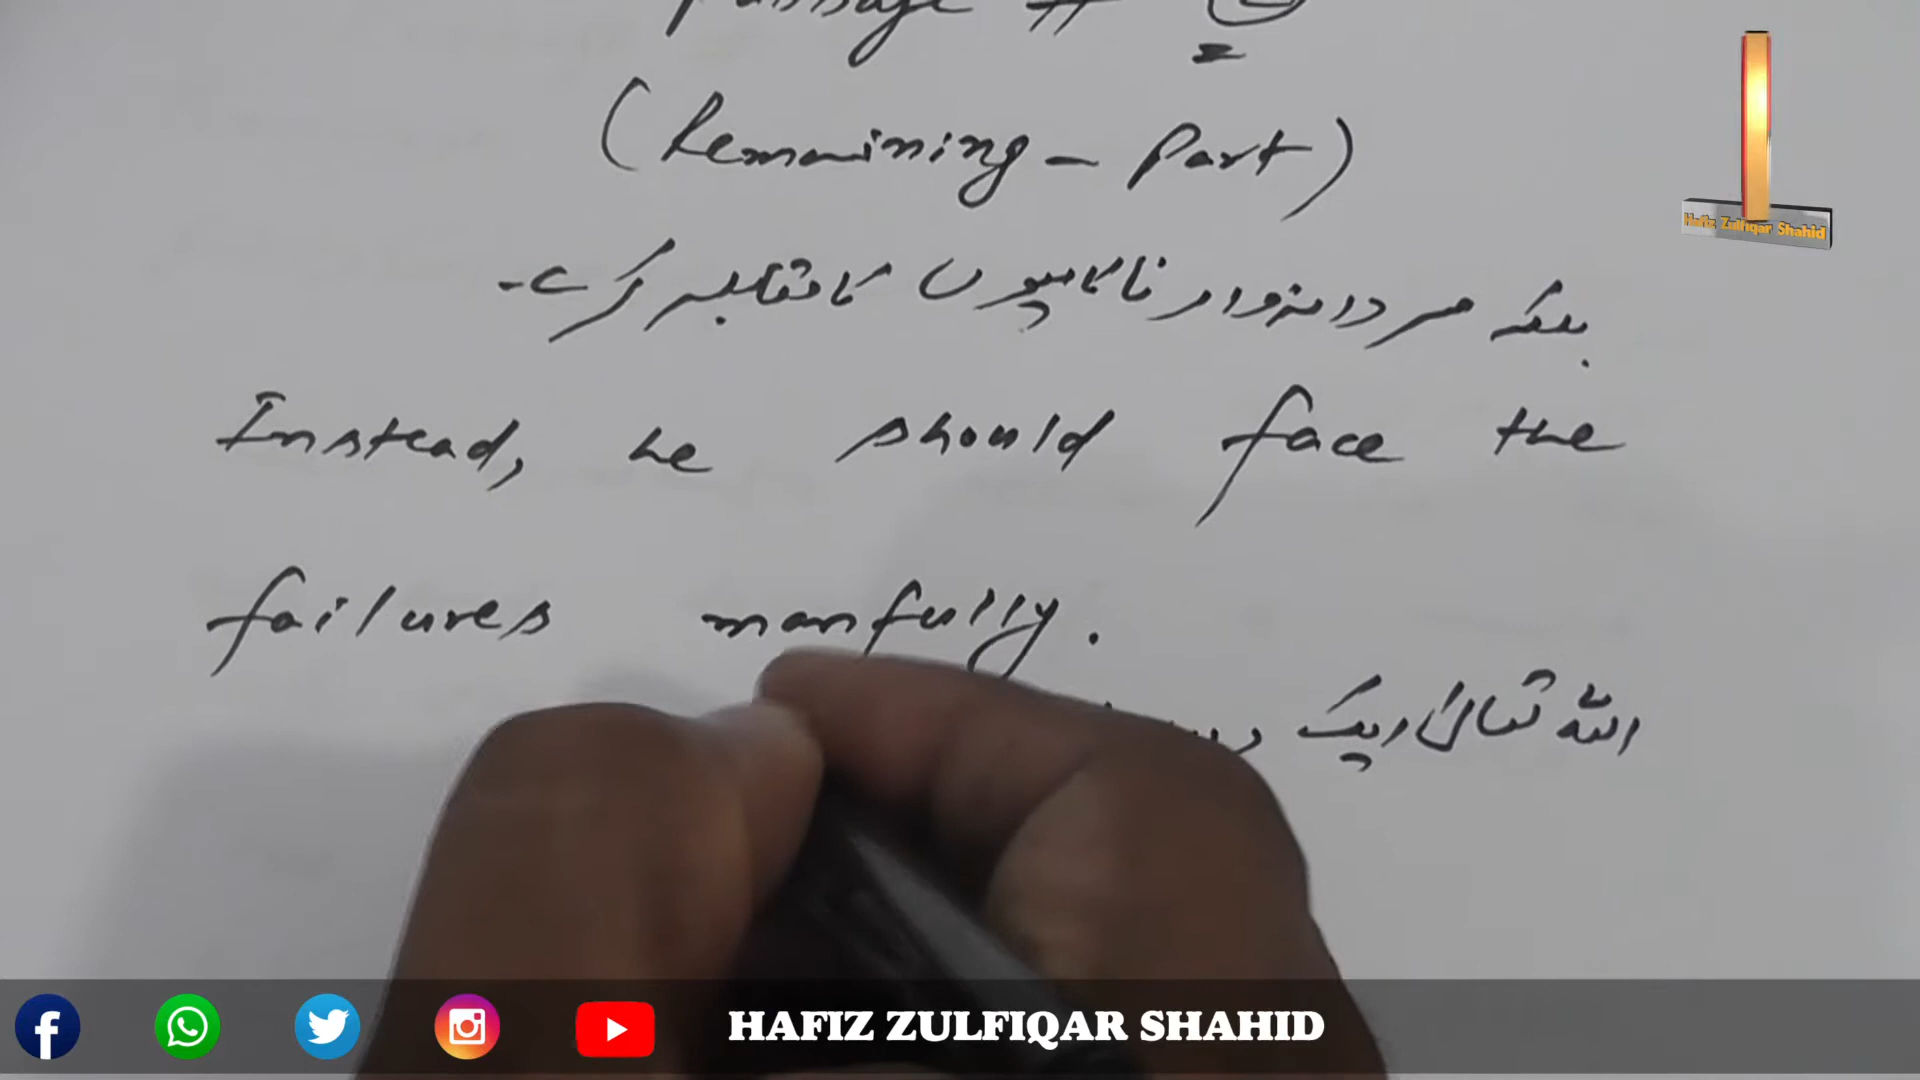 Passage #
(Remaining - Part)
بلکہ مردانہ وار ناکامیوں کا مقابلہ کرے۔
Instead, he should face the
failures manfully.
اللہ تعالیٰ ایک
Hafiz Zulfiqar Shahid
HAFIZ ZULFIQAR SHAHID